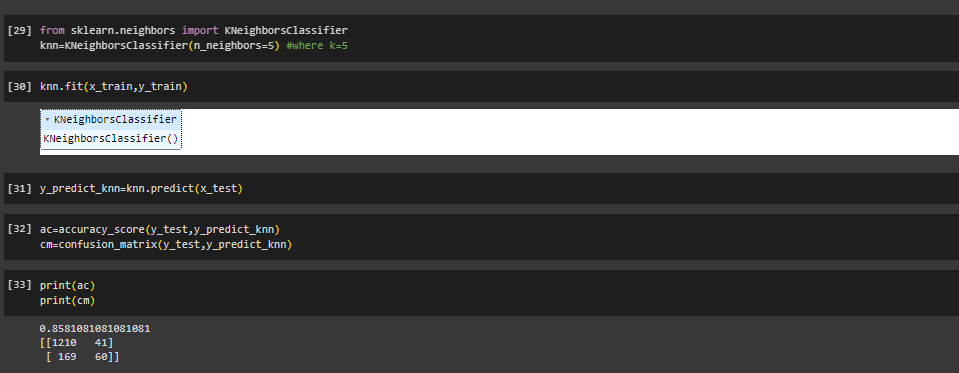 [29] from sklearn.neighbors import KNeighborsClassifier
knn=KNeighborsClassifier(n_neighbors=5) #where k=5
[30] knn.fit(x_train,y_train)
▾ KNeighborsClassifier
KNeighborsClassifier()
[31] y_predict_knn=knn.predict(x_test)
[32] ac=accuracy_score(y_test,y_predict_knn)
cm=confusion_matrix(y_test,y_predict_knn)
[33] print(ac)
print(cm)
0.8581081081081081
[[1210   41]
 [ 169   60]]